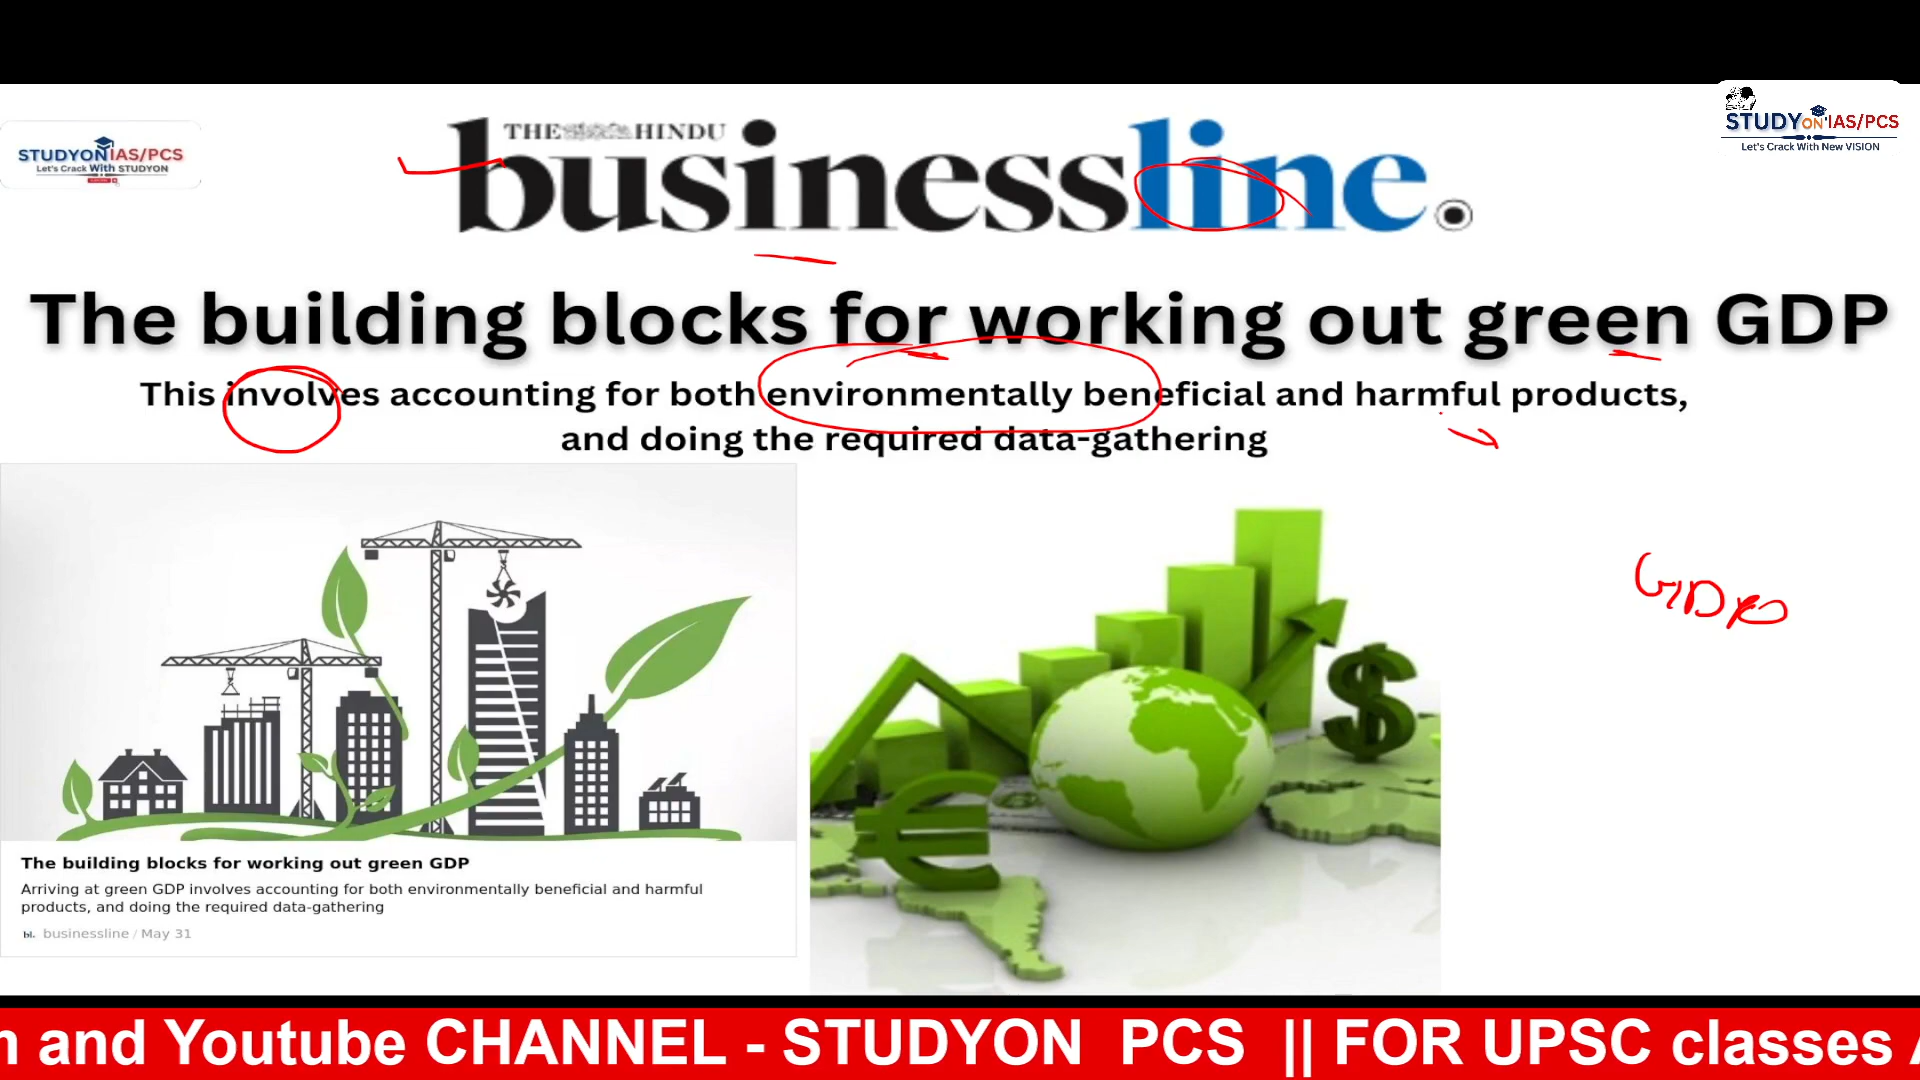 STUDYON IAS/PCS
Let's Crack With STUDYON
STUDYON IAS/PCS
Let's Crack With New VISION
THE HINDU
businessline.
The building blocks for working out green GDP
This involves accounting for both environmentally beneficial and harmful products,
and doing the required data-gathering
GDP
The building blocks for working out green GDP
Arriving at green GDP involves accounting for both environmentally beneficial and harmful
products, and doing the required data-gathering
bl. businessline / May 31
n and Youtube CHANNEL - STUDYON PCS || FOR UPSC classes A